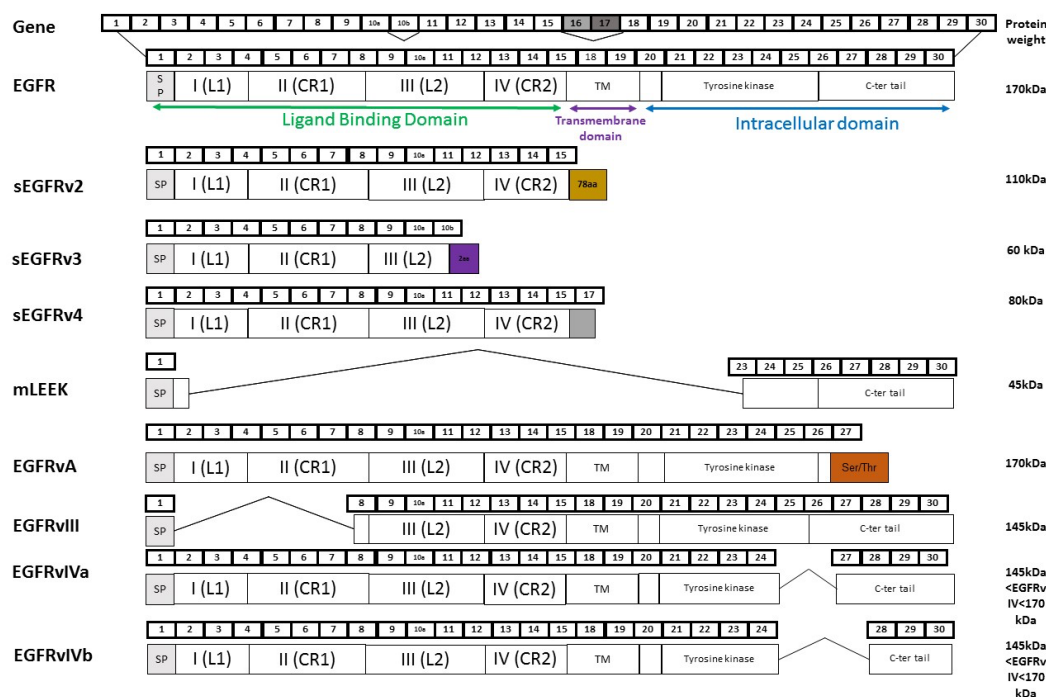 Gene 1 2 3 4 5 6 7 8 9 10a 10b 11 12 13 14 15 16 17 18 19 20 21 22 23 24 25 26 27 28 29 30 Protein weight
1 2 3 4 5 6 7 8 9 10a 11 12 13 14 15 18 19 20 21 22 23 24 25 26 27 28 29 30
EGFR SP I (L1) II (CR1) III (L2) IV (CR2) TM Tyrosine kinase C-ter tail 170kDa
Ligand Binding Domain Transmembrane domain Intracellular domain
1 2 3 4 5 6 7 8 9 10a 11 12 13 14 15
sEGFRv2 SP I (L1) II (CR1) III (L2) IV (CR2) 78aa 110kDa
1 2 3 4 5 6 7 8 9 10a 10b
sEGFRv3 SP I (L1) II (CR1) III (L2) 2aa 60 kDa
1 2 3 4 5 6 7 8 9 10a 11 12 13 14 15 17
sEGFRv4 SP I (L1) II (CR1) III (L2) IV (CR2) 80kDa
1 23 24 25 26 27 28 29 30
mLEEK SP C-ter tail 45kDa
1 2 3 4 5 6 7 8 9 10a 11 12 13 14 15 18 19 20 21 22 23 24 25 26 27
EGFRvA SP I (L1) II (CR1) III (L2) IV (CR2) TM Tyrosine kinase Ser/Thr 170kDa
1 8 9 10a 11 12 13 14 15 18 19 20 21 22 23 24 25 26 27 28 29 30
EGFRvIII SP III (L2) IV (CR2) TM Tyrosine kinase C-ter tail 145kDa
1 2 3 4 5 6 7 8 9 10a 11 12 13 14 15 18 19 20 21 22 23 24 27 28 29 30
EGFRvIVa SP I (L1) II (CR1) III (L2) IV (CR2) TM Tyrosine kinase C-ter tail 145kDa <EGFRv IV<170 kDa
1 2 3 4 5 6 7 8 9 10a 11 12 13 14 15 18 19 20 21 22 23 24 28 29 30
EGFRvIVb SP I (L1) II (CR1) III (L2) IV (CR2) TM Tyrosine kinase C-ter tail 145kDa <EGFRv IV<170 kDa